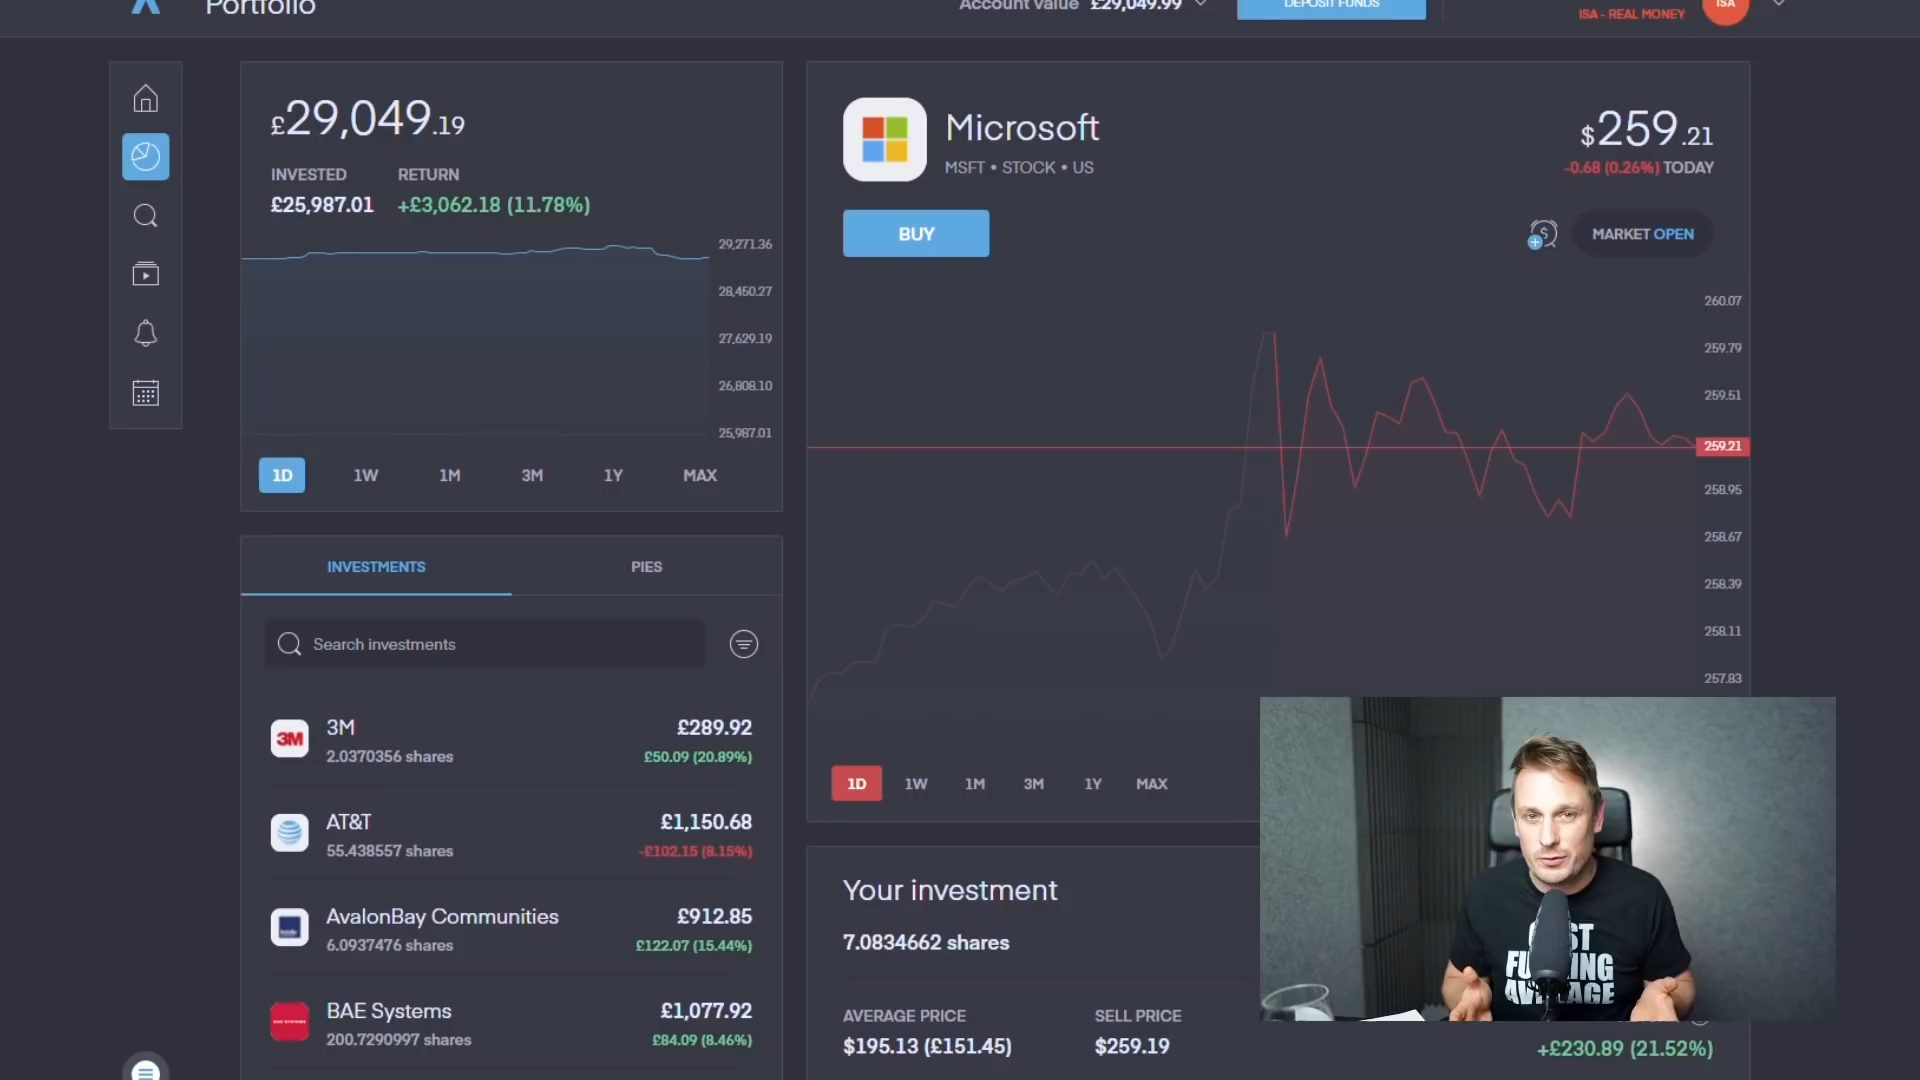 Portfolio
Account value £29,049.99
DEPOSIT FUNDS
ISA - REAL MONEY
ISA
£29,049.19
INVESTED
RETURN
£25,987.01
+£3,062.18 (11.78%)
29,271.36
28,450.27
27,629.19
26,808.10
25,987.01
1D 1W 1M 3M 1Y MAX
INVESTMENTS
PIES
Search investments
3M
3M
£289.92
2.0370356 shares
£50.09 (20.89%)
AT&T
£1,150.68
55.438557 shares
-£102.15 (8.15%)
AvalonBay Communities
£912.85
6.0937476 shares
£122.07 (15.44%)
BAE SYSTEMS
BAE Systems
£1,077.92
200.7290997 shares
£84.09 (8.46%)
Microsoft
MSFT • STOCK • US
$259.21
-0.68 (0.26%) TODAY
BUY
MARKET OPEN
260.07
259.79
259.51
259.21
258.95
258.67
258.39
258.11
257.83
1D 1W 1M 3M 1Y MAX
Your investment
7.0834662 shares
AVERAGE PRICE
SELL PRICE
$195.13 (£151.45)
$259.19
+£230.89 (21.52%)